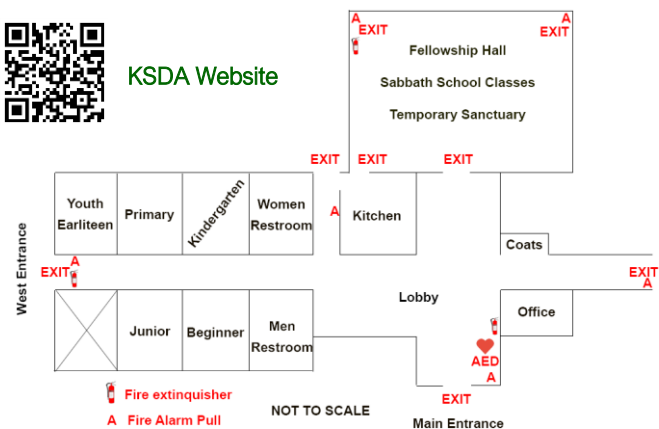 KSDA Website
A
A
EXIT
EXIT
Fellowship Hall
Sabbath School Classes
Temporary Sanctuary
EXIT
EXIT
EXIT
Youth
Earliteen
Primary
Kindergarten
Women
Restroom
A
Kitchen
Coats
West Entrance
A
EXIT
EXIT
A
Lobby
Office
Junior
Beginner
Men
Restroom
AED
A
Fire extinguisher
A Fire Alarm Pull
NOT TO SCALE
EXIT
Main Entrance